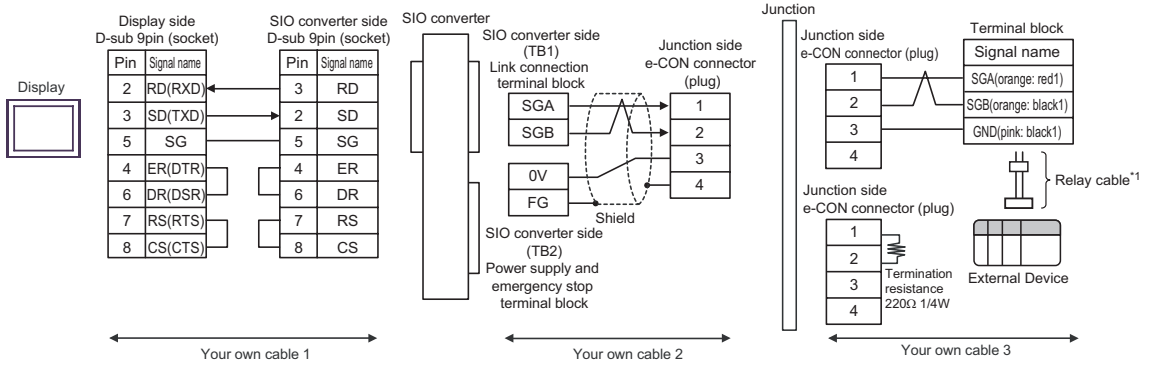 Display
Display side
D-sub 9pin (socket)
Pin Signal name
2 RD(RXD)
3 SD(TXD)
5 SG
4 ER(DTR)
6 DR(DSR)
7 RS(RTS)
8 CS(CTS)
SIO converter side
D-sub 9pin (socket)
Pin Signal name
3 RD
2 SD
5 SG
4 ER
6 DR
7 RS
8 CS
Your own cable 1
SIO converter
SIO converter side
(TB1)
Link connection
terminal block
SGA
SGB
0V
FG
Shield
SIO converter side
(TB2)
Power supply and
emergency stop
terminal block
Junction side
e-CON connector
(plug)
1
2
3
4
Your own cable 2
Junction
Junction side
e-CON connector (plug)
1
2
3
4
Terminal block
Signal name
SGA(orange: red1)
SGB(orange: black1)
GND(pink: black1)
Relay cable*1
External Device
Junction side
e-CON connector (plug)
1
2
3
4
Termination
resistance
220Ω 1/4W
Your own cable 3